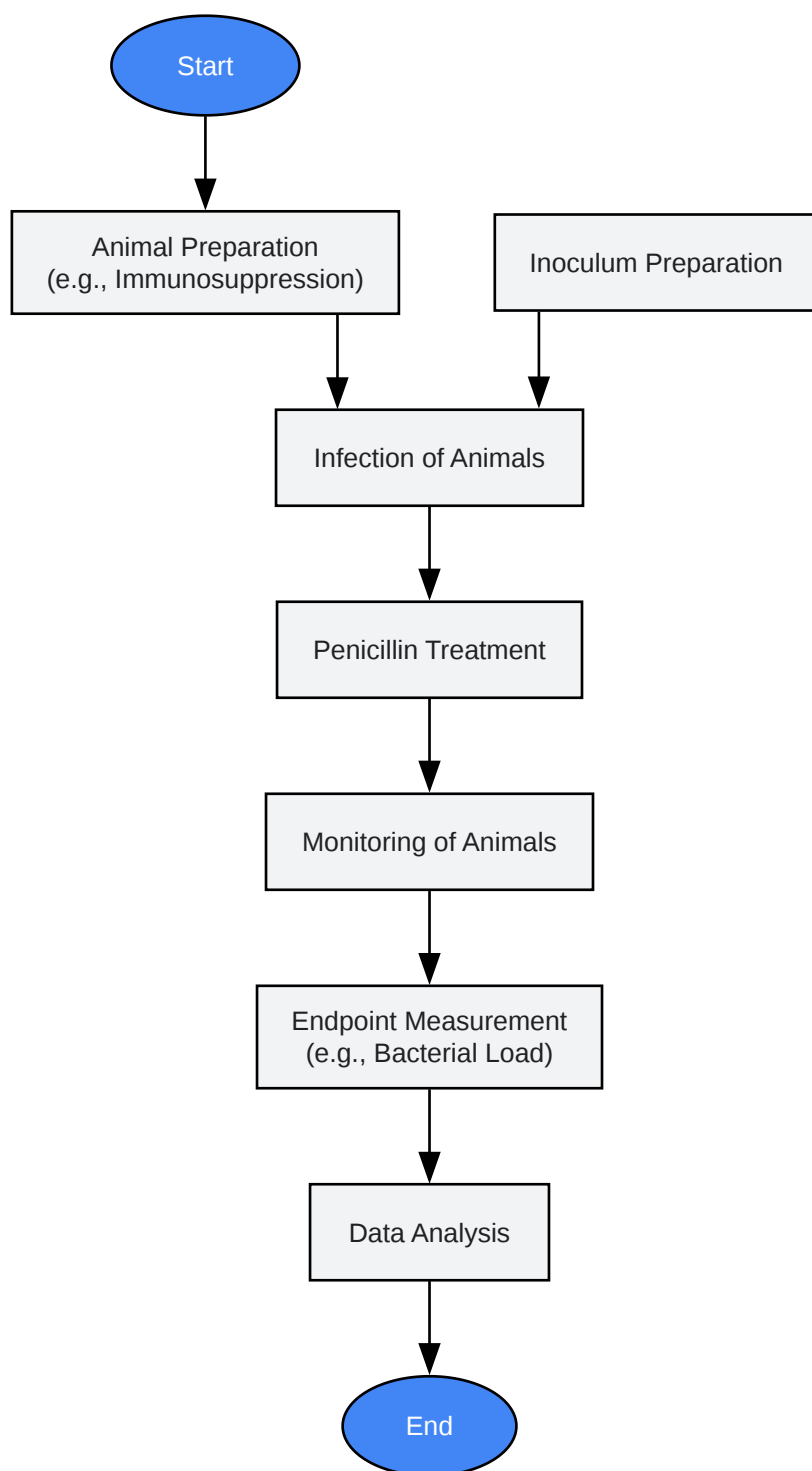 Start
Animal Preparation
(e.g., Immunosuppression)
Inoculum Preparation
Infection of Animals
Penicillin Treatment
Monitoring of Animals
Endpoint Measurement
(e.g., Bacterial Load)
Data Analysis
End